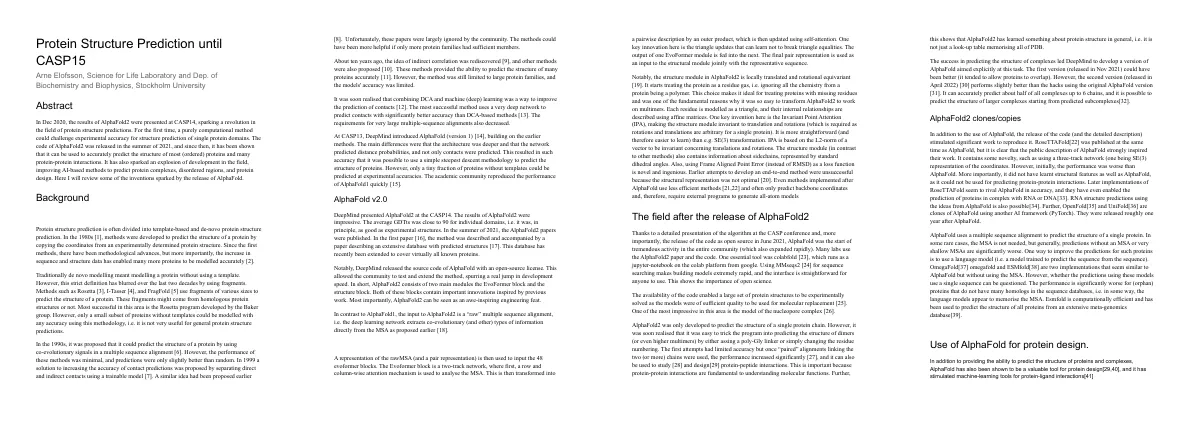 Protein Structure Prediction until
CASP15
Arne Elofsson, Science for Life Laboratory and Dep. of
Biochemistry and Biophysics, Stockholm University
Abstract
In Dec 2020, the results of AlphaFold2 were presented at CASP14, sparking a revolution in
the field of protein structure predictions. For the first time, a purely computational method
could challenge experimental accuracy for structure prediction of single protein domains. The
code of AlphaFold2 was released in the summer of 2021, and since then, it has been shown
that it can be used to accurately predict the structure of most (ordered) proteins and many
protein-protein interactions. It has also sparked an explosion of development in the field,
improving AI-based methods to predict protein complexes, disordered regions, and protein
design. Here I will review some of the inventions sparked by the release of AlphaFold.
Background
Protein structure prediction is often divided into template-based and de-novo protein structure
prediction. In the 1980s [1], methods were developed to predict the structure of a protein by
copying the coordinates from an experimentally determined protein structure. Since the first
methods, there have been methodological advances, but more importantly, the increase in
sequence and structure data has enabled many more proteins to be modelled accurately [2].
Traditionally de novo modelling meant modelling a protein without using a template.
However, this strict definition has blurred over the last two decades by using fragments.
Methods such as Rosetta [3], I-Tasser [4], and FragFold [5] use fragments of various sizes to
predict the structure of a protein. These fragments might come from homologous protein
structures or not. Most successful in this area is the Rosetta program developed by the Baker
group. However, only a small subset of proteins without templates could be modelled with
any accuracy using this methodology, i.e. it is not very useful for general protein structure
predictions.
In the 1990s, it was proposed that it could predict the structure of a protein by using
co-evolutionary signals in a multiple sequence alignment [6]. However, the performance of
these methods was minimal, and predictions were only slightly better than random. In 1999 a
solution to increasing the accuracy of contact predictions was proposed by separating direct
and indirect contacts using a trainable model [7]. A similar idea had been proposed earlier
[8]. Unfortunately, these papers were largely ignored by the community. The methods could
have been more helpful if only more protein families had sufficient members.
About ten years ago, the idea of indirect correlation was rediscovered [9], and other methods
were also proposed [10]. These methods provided the ability to predict the structure of many
proteins accurately [11]. However, the method was still limited to large protein families, and
the models' accuracy was limited.
It was soon realised that combining DCA and machine (deep) learning was a way to improve
the prediction of contacts [12]. The most successful method uses a very deep network to
predict contacts with significantly better accuracy than DCA-based methods [13]. The
requirements for very large multiple-sequence alignments also decreased.
At CASP13, DeepMind introduced AlphaFold (version 1) [14], building on the earlier
methods. The main differences were that the architecture was deeper and that the network
predicted distance probabilities, and not only contacts were predicted. This resulted in such
accuracy that it was possible to use a simple steepest descent methodology to predict the
structure of proteins. However, only a tiny fraction of proteins without templates could be
predicted at experimental accuracies. The academic community reproduced the performance
of AlphaFold1 quickly [15].
AlphaFold v2.0
DeepMind presented AlphaFold2 at the CASP14. The results of AlphaFold2 were
impressive. The average GDTts was close to 90 for individual domains, i.e. it was, in
principle, as good as experimental structures. In the summer of 2021, the AlphaFold2 papers
were published. In the first paper [16], the method was described and accompanied by a
paper describing an extensive database with predicted structures [17]. This database has
recently been extended to cover virtually all known proteins.
Notably, DeepMind released the source code of AlphaFold with an open-source license. This
allowed the community to test and extend the method, spurring a real jump in development
speed. In short, AlphaFold2 consists of two main modules the EvoFormer block and the
structure block. Both of these blocks contain important innovations inspired by previous
work. Most importantly, AlphaFold2 can be seen as an awe-inspiring engineering feat.
In contrast to AlphaFold1, the input to AlphaFold2 is a "raw" multiple sequence alignment,
i.e. the deep learning network extracts co-evolutionary (and other) types of information
directly from the MSA as proposed earlier [18].
A representation of the rawMSA (and a pair representation) is then used to input the 48
evoformer blocks. The Evoformer block is a two-track network, where first, a row and
column-wise attention mechanism is used to analyse the MSA. This is then transformed into
a pairwise description by an outer product, which is then updated using self-attention. One
key innovation here is the triangle updates that can learn not to break triangle equalities. The
output of one EvoFormer module is fed into the next. The final pair representation is used as
an input to the structural module jointly with the representative sequence.
Notably, the structure module in AlphaFold2 is locally translational and rotational equivariant
[19]. It starts treating the protein as a residue gas, i.e. ignoring all the chemistry from a
protein being a polymer. This choice makes it ideal for training proteins with missing residues
and was one of the fundamental reasons why it was so easy to transform AlphaFold2 to work
on multimers. Each residue is modelled as a triangle, and their internal relationships are
described using affine matrices. One key invention here is the Invariant Point Attention
(IPA), making the structure module invariant to translation and rotations (which is required as
rotations and translations are arbitrary for a single protein). It is more straightforward (and
therefore easier to learn) than e.g. SE(3) transformation. IPA is based on the L2-norm of a
vector to be invariant concerning translations and rotations. The structure module (in contrast
to other methods) also contains information about sidechains, represented by standard
dihedral angles. Also, using Frame Aligned Point Error (instead of RMSD) as a loss function
is novel and ingenious. Earlier attempts to develop an end-to-end method were unsuccessful
because the structural representation was not optimal [20]. Even methods implemented after
AlphaFold use less efficient methods [21,22] and often only predict backbone coordinates
and, therefore, require external programs to generate all-atom models
The field after the release of AlphaFold2
Thanks to a detailed presentation of the algorithm at the CASP conference and, more
importantly, the release of the code as open source in June 2021, AlphaFold was the start of
tremendous activity in the entire community (which also expanded rapidly). Many labs use
the AlphaFold paper and the code. One essential tool was colabfold [23], which runs as a
jupyter-notebook on the colab platform from google. Using MMseqs2 [24] for sequence
searching makes building models extremely rapid, and the interface is straightforward for
anyone to use. This shows the importance of open science.
The availability of the code enabled a large set of protein structures to be experimentally
solved as the models were of sufficient quality to be used for molecular replacement [25].
One of the most impressive in this area is the model of the nucleopore complex [26].
AlphaFold2 was only developed to predict the structure of a single protein chain. However, it
was soon realised that it was easy to trick the program into predicting the structure of dimers
(or even higher multimers) by either assing a poly-Gly linker or simply changing the residue
numbering. The first attempts had limited accuracy but once "paired" alignments linking the
two (or more) chains were used, the performance increased significantly [27], and it can also
be used to study [28] and design[29] protein-peptide interactions. This is important because
protein-protein interactions are fundamental to understanding molecular functions. Further,
this shows that AlphaFold2 has learned something about protein structure in general, i.e. it is
not just a look-up table memorising all of PDB.
The success in predicting the structure of complexes led DeepMind to develop a version of
AlphaFold aimed explicitly at this task. The first version (released in Nov 2021) could have
been better (it tended to allow proteins to overlap). However, the second version (released in
April 2022) [30] performs slightly better than the hacks using the original AlphaFold version
[31]. It can accurately predict about half of all complexes up to 6 chains, and it is possible to
predict the structure of larger complexes starting from predicted subcomplexes[32].
AlphaFold2 clones/copies
In addition to the use of AlphaFold, the release of the code (and the detailed description)
stimulated significant work to reproduce it. RoseTTAFold[22] was published at the same
time as AlphaFold, but it is clear that the public description of AlphaFold strongly inspired
their work. It contains some novelty, such as using a three-track network (one being SE(3)
representation of the coordinates. However, initially, the performance was worse than
AlphaFold. More importantly, it did not have learnt structural features as well as AlphaFold,
as it could not be used for predicting protein-protein interactions. Later implementations of
RoseTTAFold seem to rival AlphaFold in accuracy, and they have even enabled the
prediction of proteins in complex with RNA or DNA[33]. RNA structure predictions using
the ideas from AlphaFold is also possible[34]. Further, OpenFold[35] and UniFold[36] are
clones of AlphaFold using another AI framework (PyTorch). They were released roughly one
year after AlphaFold.
AlphaFold uses a multiple sequence alignment to predict the structure of a single protein. In
some rare cases, the MSA is not needed, but generally, predictions without an MSA or very
shallow MSAs are significantly worse. One way to improve the predictions for such proteins
is to use a language model (i.e. a model trained to predict the sequence from the sequence).
OmegaFold[37] omegafold and ESMfold[38] are two implementations that seem similar to
AlphaFold but without using the MSA. However, whether the predictions using these models
use a single sequence can be questioned. The performance is significantly worse for (orphan)
proteins that do not have many homologs in the sequence databases, i.e. in some way, the
language models appear to memorise the MSA. Esmfold is computationally efficient and has
been used to predict the structure of all proteins from an extensive meta-genomics
database[39].
Use of AlphaFold for protein design.
In addition to providing the ability to predict the structure of proteins and complexes,
AlphaFold has also been shown to be a valuable tool for protein design[29,40], and it has
stimulated machine-learning tools for protein-ligand interactions[41]